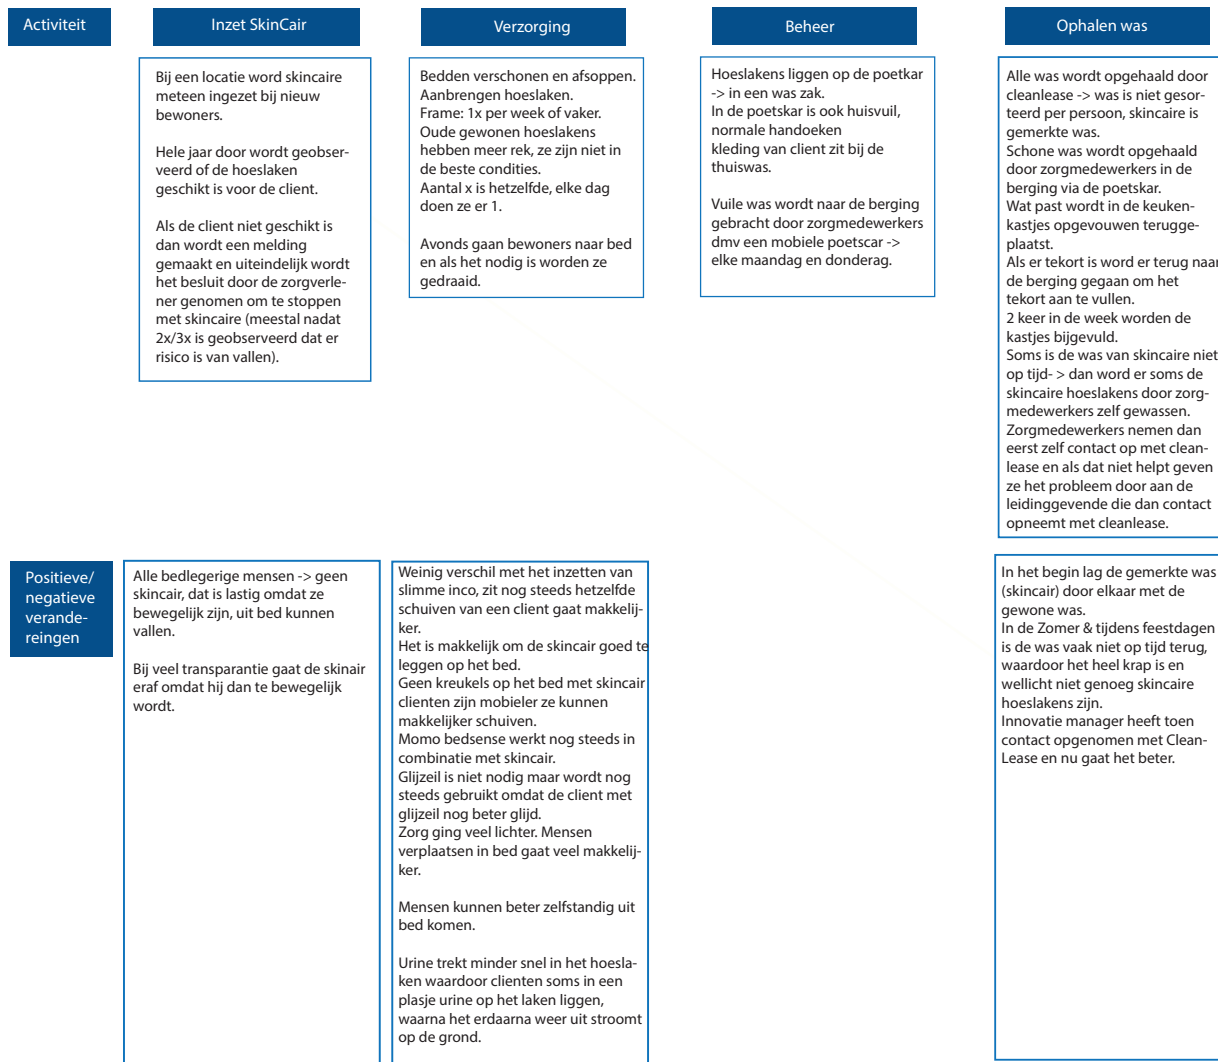 Activiteit
Inzet SkinCair
Verzorging
Beheer
Ophalen was
Bij een locatie word skincaire
meteen ingezet bij nieuw
bewoners.
Hele jaar door wordt geobser-
veerd of de hoeslaken
geschikt is voor de client.
Als de client niet geschikt is
dan wordt een melding
gemaakt en uiteindelijk wordt
het besluit door de zorgverle-
ner genomen om te stoppen
met skincaire (meestal nadat
2x/3x is geobserveerd dat er
risico is van vallen).
Bedden verschonen en afsoppen.
Aanbrengen hoeslaken.
Frame: 1x per week of vaker.
Oude gewonen hoeslakens
hebben meer rek, ze zijn niet in
de beste condities.
Aantal x is hetzelfde, elke dag
doen ze er 1.
Avonds gaan bewoners naar bed
en als het nodig is worden ze
gedraaid.
Hoeslakens liggen op de poetkar
-> in een was zak.
In de poetskar is ook huisvuil,
normale handoeken
kleding van client zit bij de
thuiswas.
Vuile was wordt naar de berging
gebracht door zorgmedewerkers
dmv een mobiele poetscar ->
elke maandag en donderag.
Alle was wordt opgehaald door
cleanlease -> was is niet gesor-
teerd per persoon, skincaire is
gemerkte was.
Schone was wordt opgehaald
door zorgmedewerkers in de
berging via de poetskar.
Wat past wordt in de keuken-
kastjes opgevouwen terugge-
plaatst.
Als er tekort is word er terug naar
de berging gegaan om het
tekort aan te vullen.
2 keer in de week worden de
kastjes bijgevuld.
Soms is de was van skincaire niet
op tijd- > dan word er soms de
skincaire hoeslakens door zorg-
medewerkers zelf gewassen.
Zorgmedewerkers nemen dan
eerst zelf contact op met clean-
lease en als dat niet helpt geven
ze het probleem door aan de
leidinggevende die dan contact
opneemt met cleanlease.
Positieve/
negatieve
verande-
reingen
Alle bedlegerige mensen -> geen
skincair, dat is lastig omdat ze
bewegelijk zijn, uit bed kunnen
vallen.
Bij veel transparantie gaat de skinair
eraf omdat hij dan te bewegelijk
wordt.
Weinig verschil met het inzetten van
slimme inco, zit nog steeds hetzelfde
schuiven van een client gaat makkelij-
ker.
Het is makkelijk om de skincair goed te
leggen op het bed.
Geen kreukels op het bed met skincair
clienten zijn mobieler ze kunnen
makkelijker schuiven.
Momo bedsense werkt nog steeds in
combinatie met skincair.
Glijzeil is niet nodig maar wordt nog
steeds gebruikt omdat de client met
glijzeil nog beter glijd.
Zorg ging veel lichter. Mensen
verplaatsen in bed gaat veel makkelij-
ker.
Mensen kunnen beter zelfstandig uit
bed komen.
Urine trekt minder snel in het hoesla-
ken waardoor clienten soms in een
plasje urine op het laken liggen,
waarna het erdaarna weer uit stroomt
op de grond.
In het begin lag de gemerkte was
(skincair) door elkaar met de
gewone was.
In de Zomer & tijdens feestdagen
is de was vaak niet op tijd terug,
waardoor het heel krap is en
wellicht niet genoeg skincaire
hoeslakens zijn.
Innovatie manager heeft toen
contact opgenomen met Clean-
Lease en nu gaat het beter.